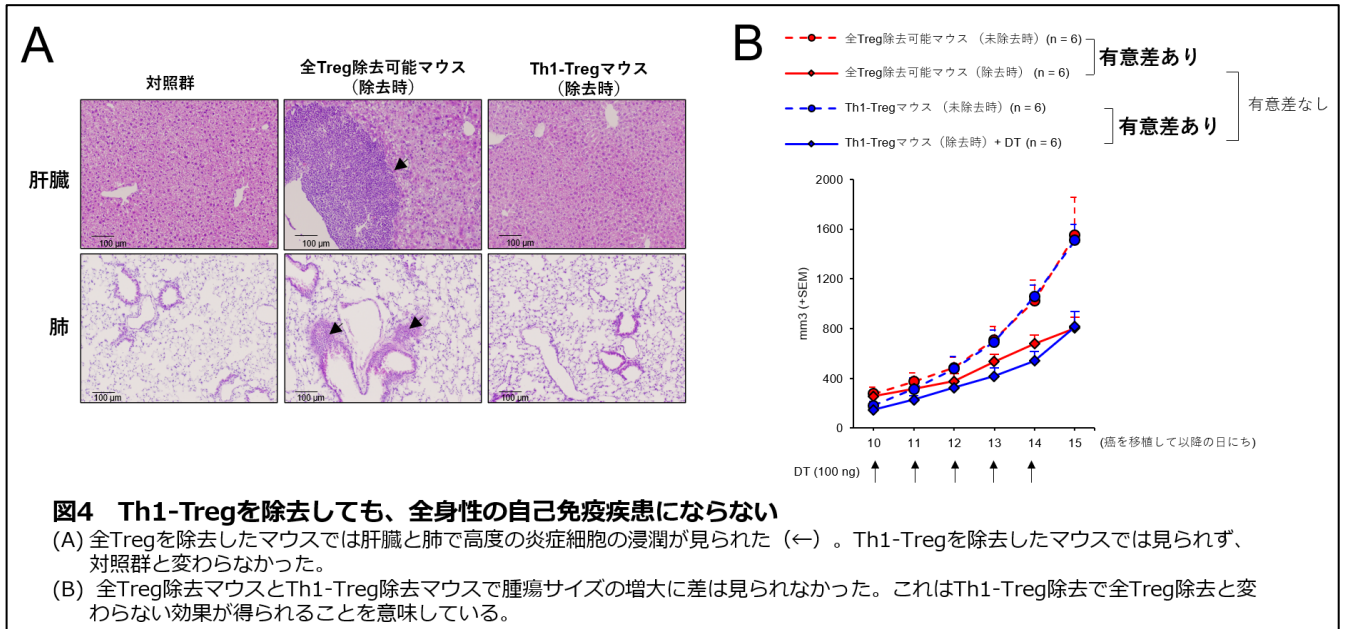 A
対照群
全Treg除去可能マウス
（除去時）
Th1-Tregマウス
（除去時）
肝臓
100 μm
100 μm
100 μm
肺
100 μm
100 μm
100 μm
B
全Treg除去可能マウス （未除去時）(n = 6)
全Treg除去可能マウス（除去時） (n = 6)
有意差あり
Th1-Tregマウス （未除去時）(n = 6)
Th1-Tregマウス（除去時）+ DT (n = 6)
有意差あり
有意差なし
mm3 (+SEM)
2000
1600
1200
800
400
0
10 11 12 13 14 15 (癌を移植して以降の日にち)
DT (100 ng)
図4 Th1-Tregを除去しても、全身性の自己免疫疾患にならない
(A) 全Tregを除去したマウスでは肝臓と肺で高度の炎症細胞の浸潤が見られた（←）。Th1-Tregを除去したマウスでは見られず、
対照群と変わらなかった。
(B) 全Treg除去マウスとTh1-Treg除去マウスで腫瘍サイズの増大に差は見られなかった。これはTh1-Treg除去で全Treg除去と変
わらない効果が得られることを意味している。